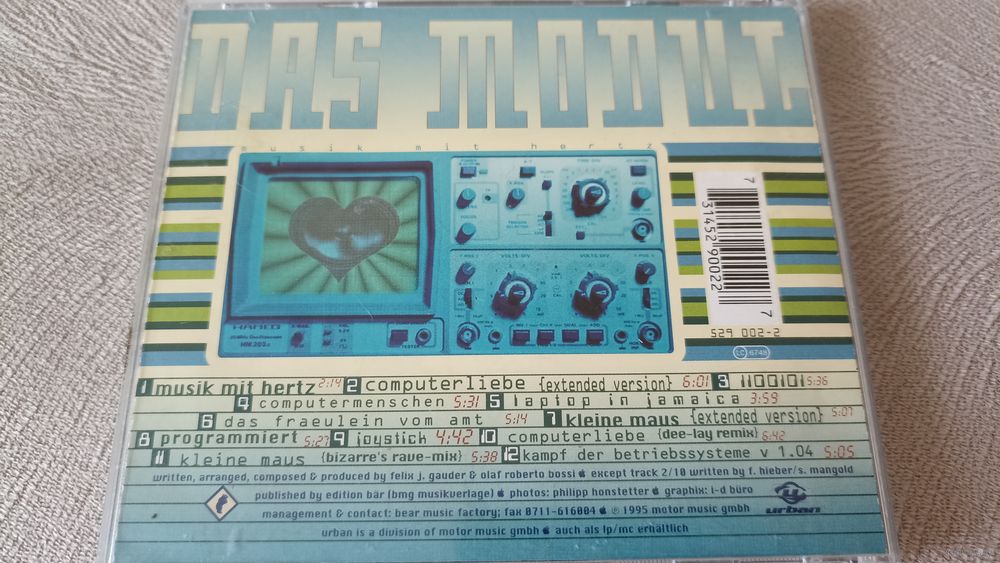 DAS MODUL
musik mit hertz
HAMEG
7 31452 90022 7
529 002-2
LC 6748
1 musik mit hertz 2:14 2 computerliebe {extended version} 6:01 3 1100101 5:36
4 computermenschen 5:31 5 laptop in jamaica 3:59
6 das fraeulein vom amt 5:14 7 kleine maus {extended version} 5:07
8 programmiert 5:27 9 joystick 4:42 10 computerliebe {dee-lay remix} 6:42
11 kleine maus {bizarre's rave-mix} 5:38 12 kampf der betriebssysteme v 1.04 5:05
written, arranged, composed & produced by felix j. gauder & olaf roberto bossi except track 2/10 written by f. hieber/s. mangold
published by edition bär (bmg musikverlage) photos: philipp honstetter graphix: i-d büro
management & contact: bear music factory; fax 0711-616004 ℗ 1995 motor music gmbh
urban
urban is a division of motor music gmbh auch als lp/mc erhältlich